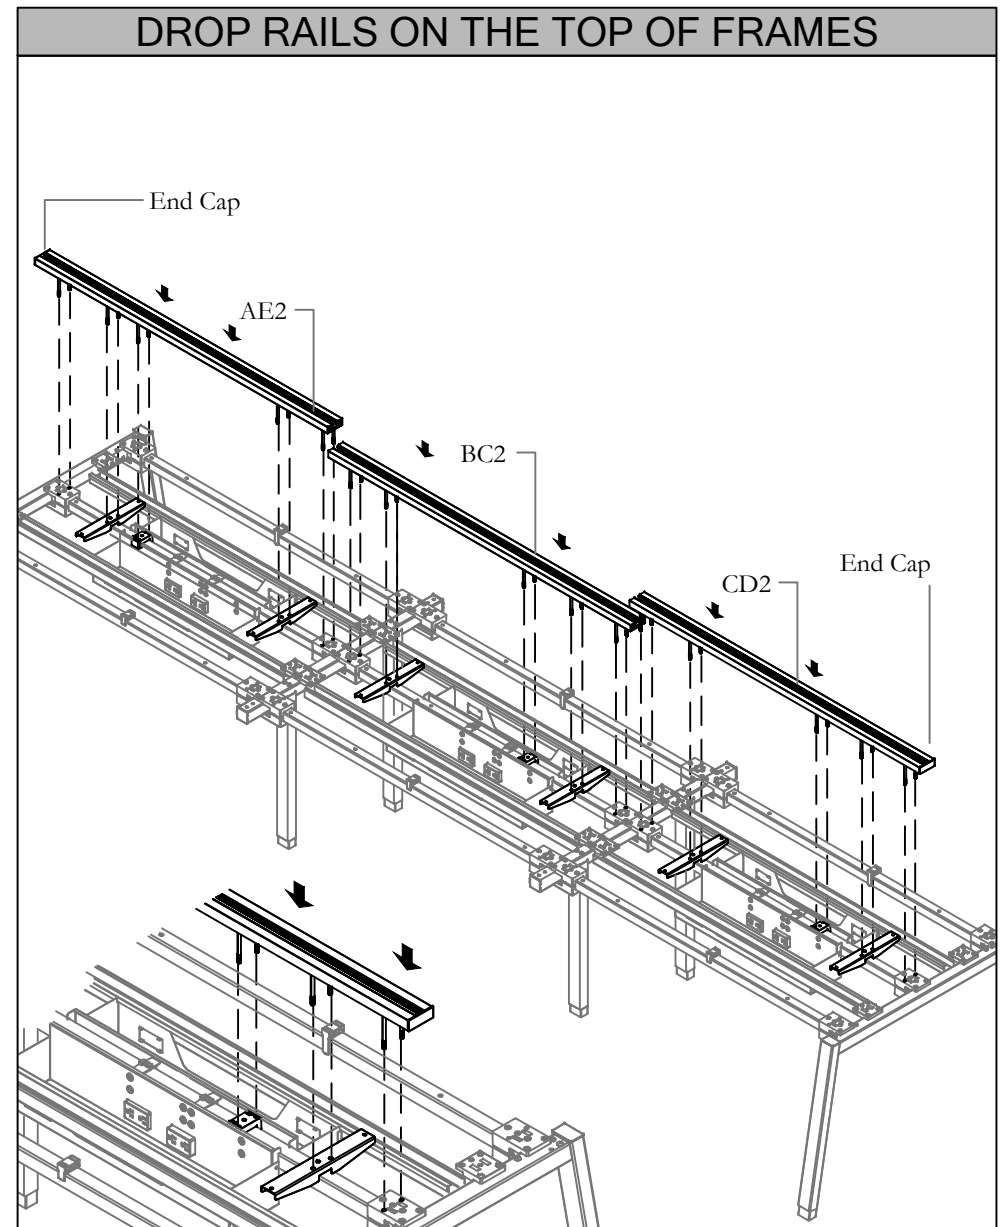 DROP RAILS ON THE TOP OF FRAMES
End Cap
AE2
BC2
End Cap
CD2